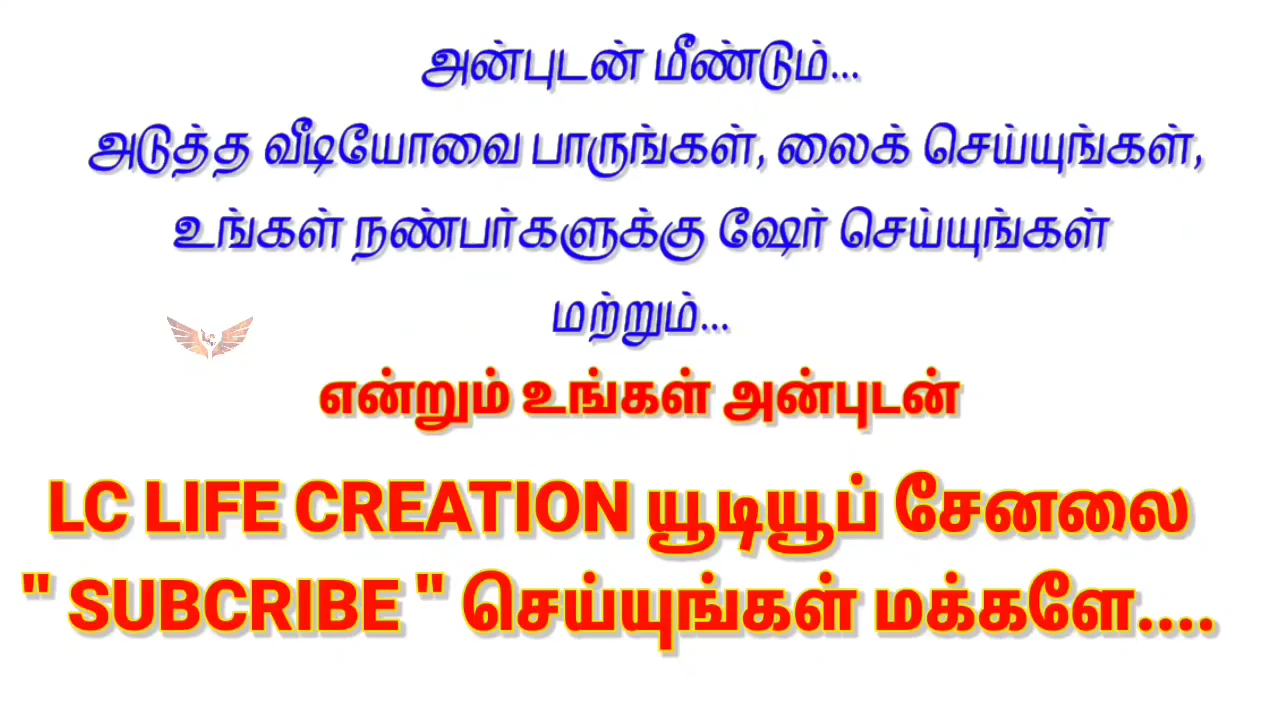 அன்புடன் மீண்டும்...
அடுத்த வீடியோவை பாருங்கள், லைக் செய்யுங்கள்,
உங்கள் நண்பர்களுக்கு ஷேர் செய்யுங்கள்
மற்றும்...
என்றும் உங்கள் அன்புடன்
LC LIFE CREATION யூடியூப் சேனலை
" SUBCRIBE " செய்யுங்கள் மக்களே....